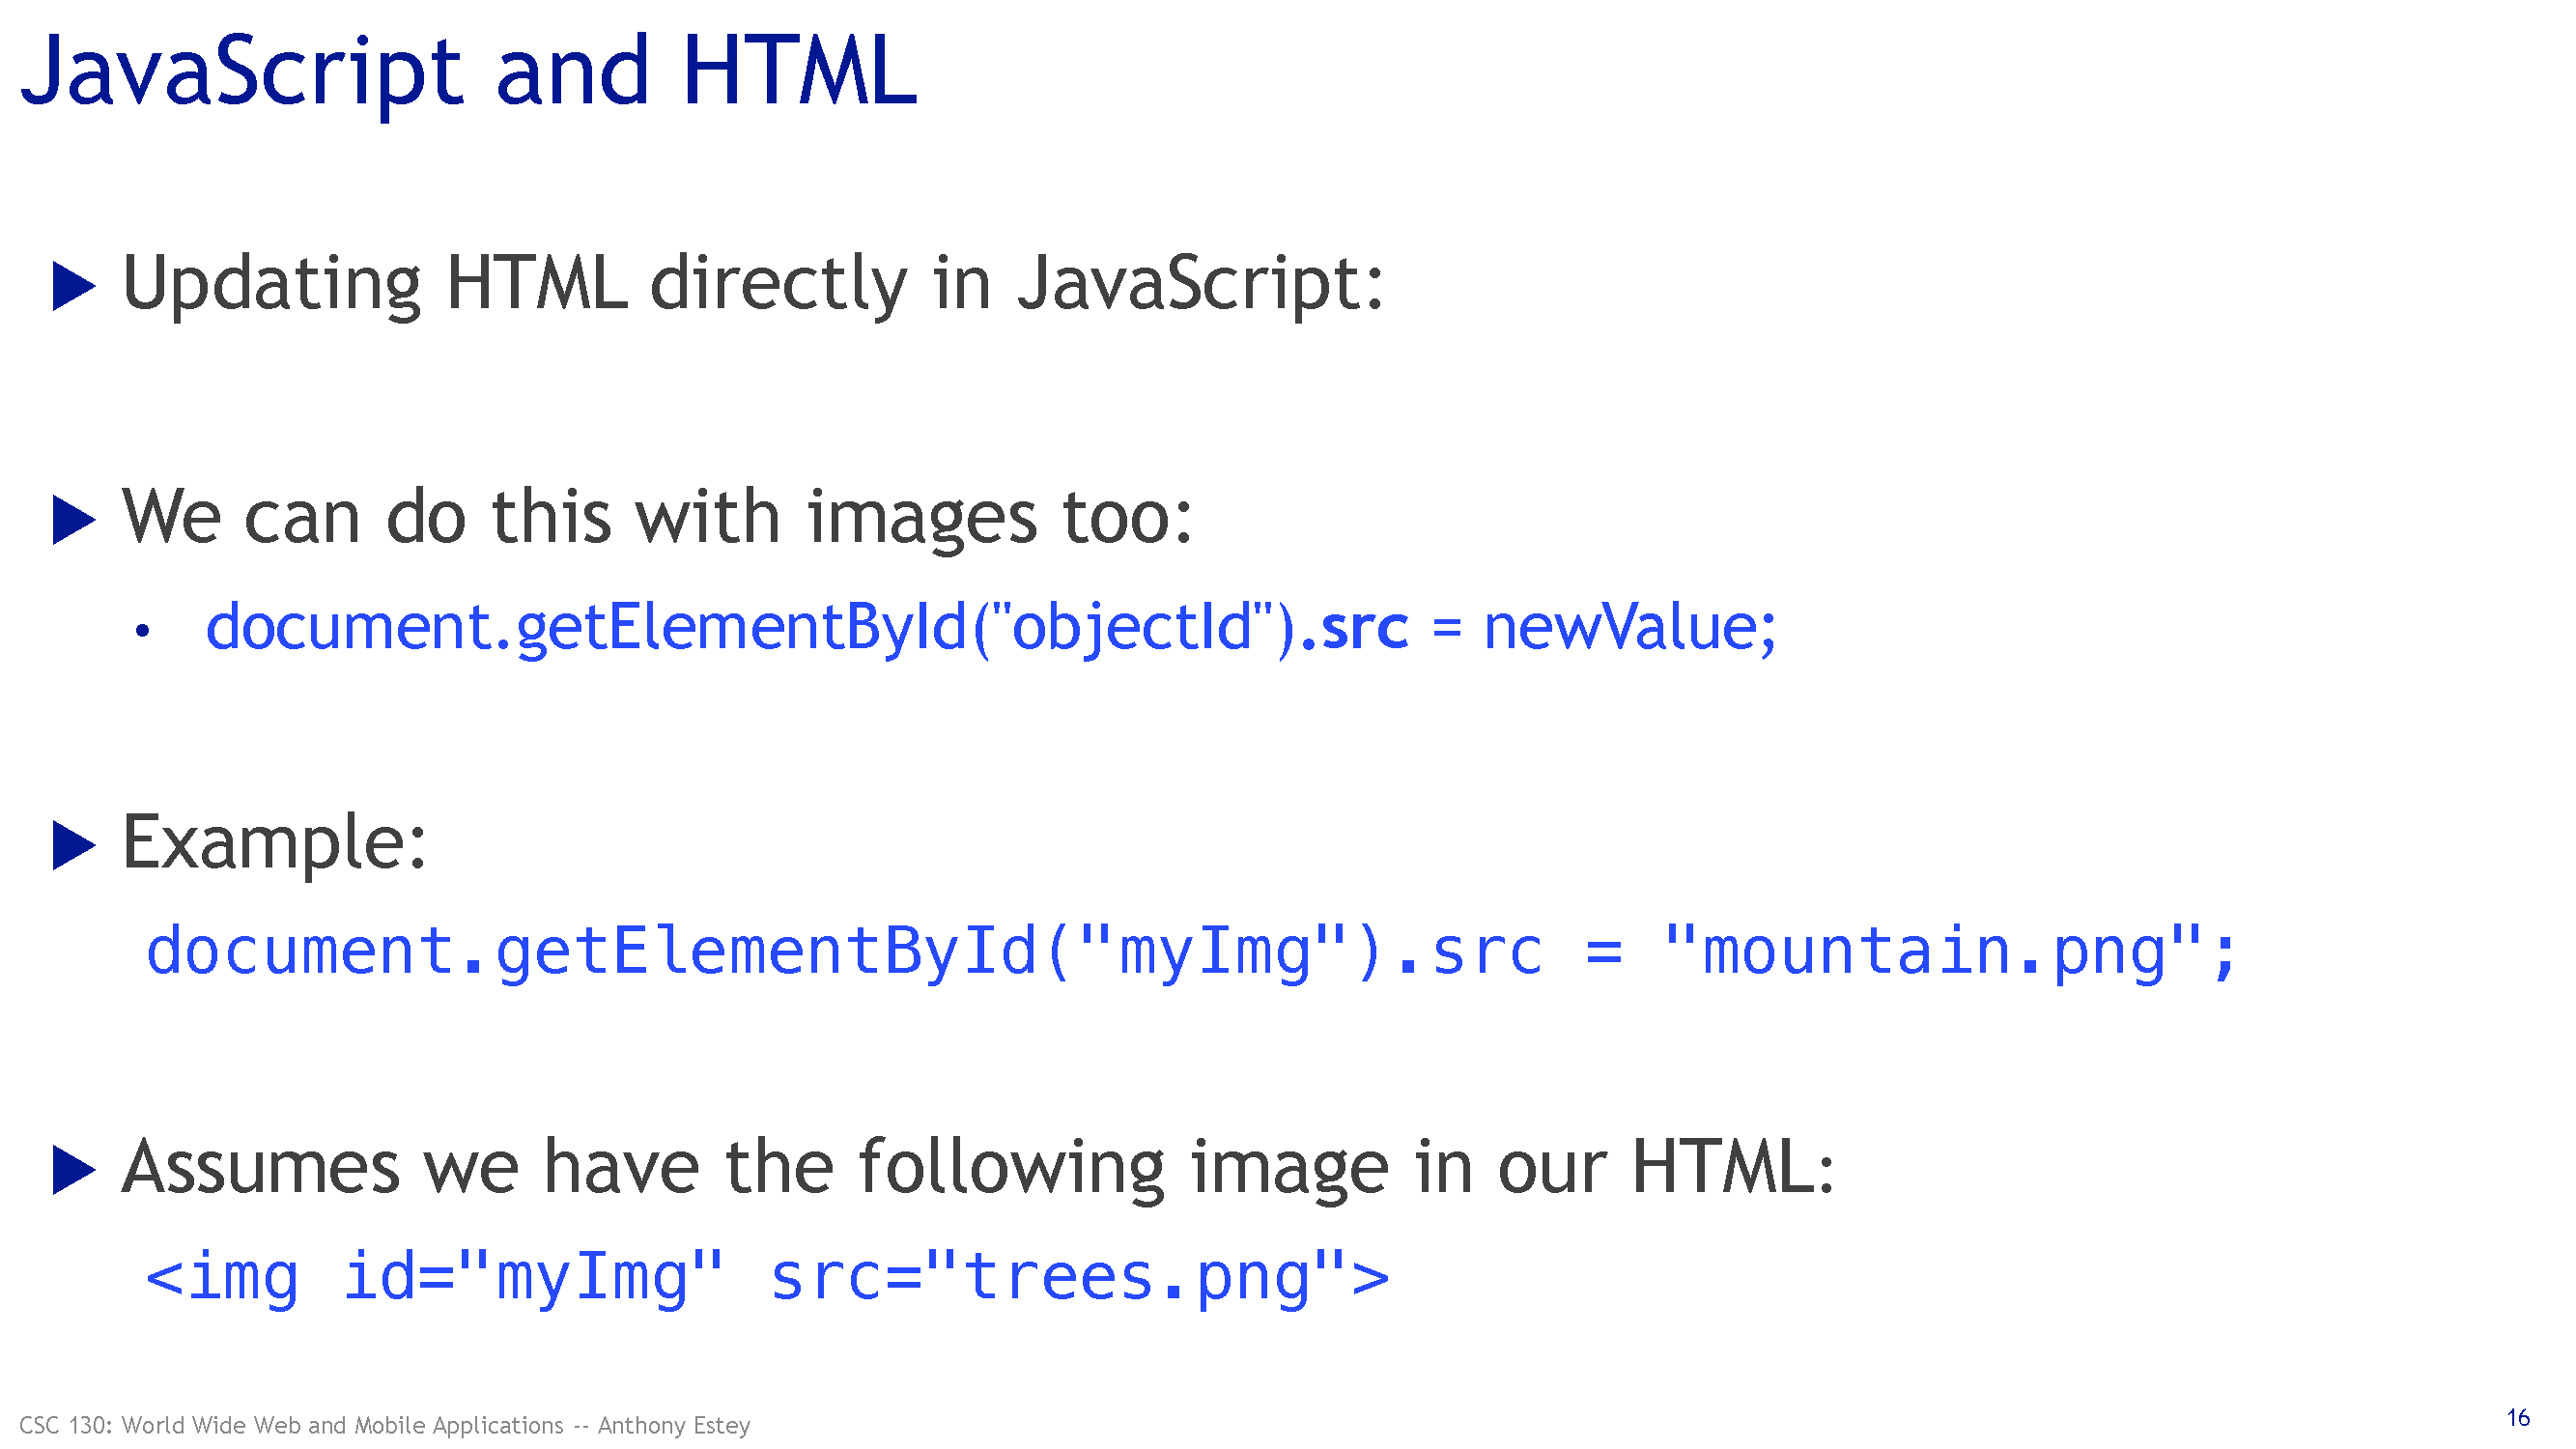 JavaScript and HTML
▶ Updating HTML directly in JavaScript:
▶ We can do this with images too:
• document.getElementById("objectId").src = newValue;
▶ Example:
document.getElementById("myImg").src = "mountain.png";
▶ Assumes we have the following image in our HTML:
<img id="myImg" src="trees.png">
CSC 130: World Wide Web and Mobile Applications -- Anthony Estey
16